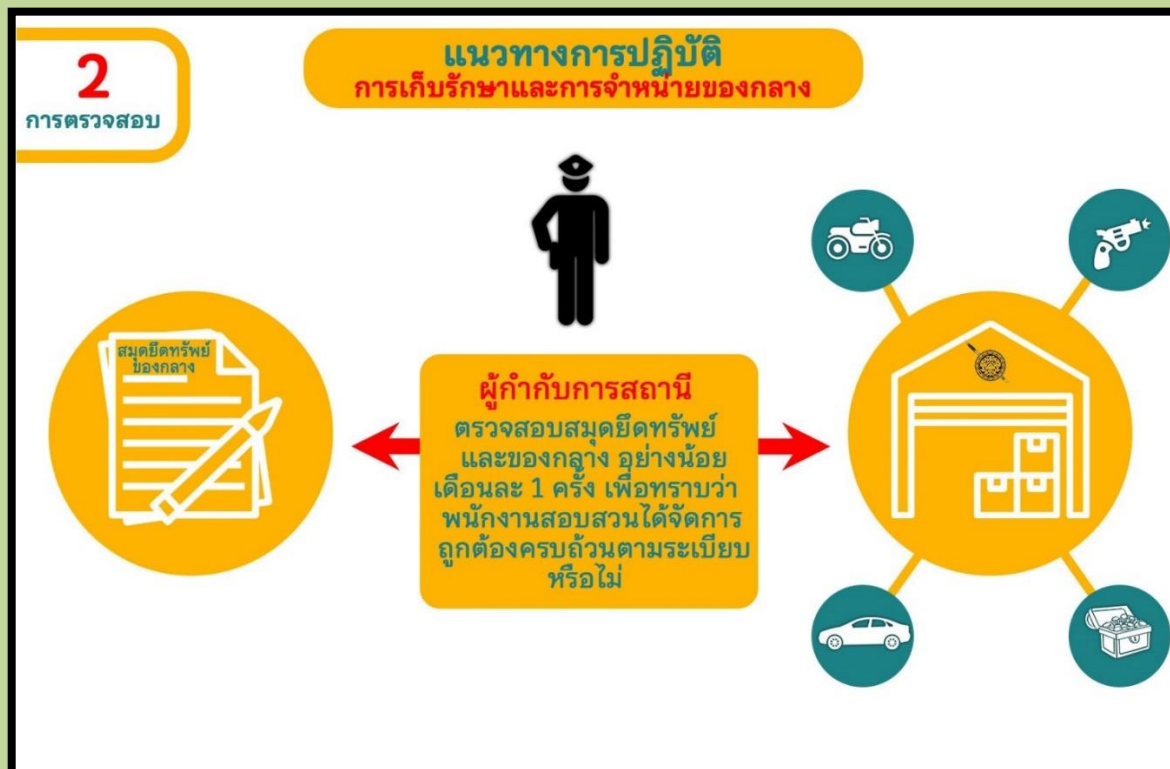 2
การตรวจสอบ
แนวทางการปฏิบัติ
การเก็บรักษาและการจำหน่ายของกลาง
สมุดยึดทรัพย์
ของกลาง
ผู้กำกับการสถานี
ตรวจสอบสมุดยึดทรัพย์
และของกลาง อย่างน้อย
เดือนละ 1 ครั้ง เพื่อทราบว่า
พนักงานสอบสวนได้จัดการ
ถูกต้องครบถ้วนตามระเบียบ
หรือไม่